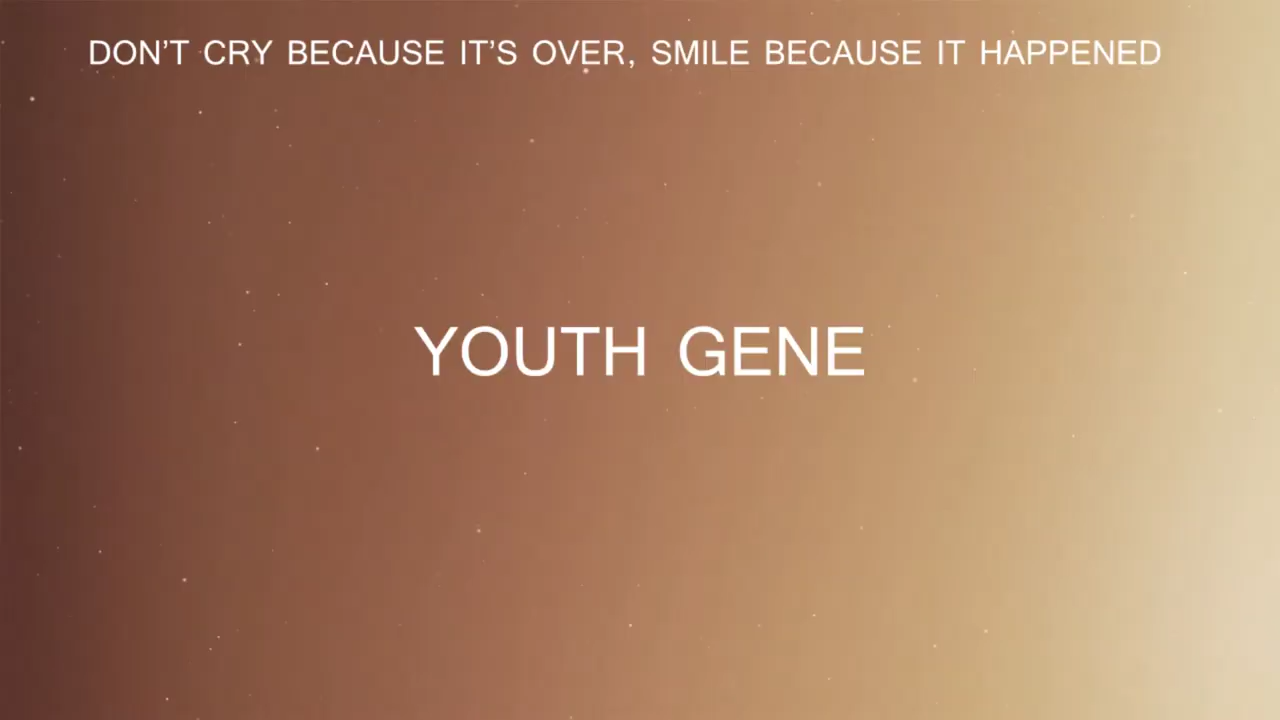 DON’T CRY BECAUSE IT’S OVER, SMILE BECAUSE IT HAPPENED
YOUTH GENE